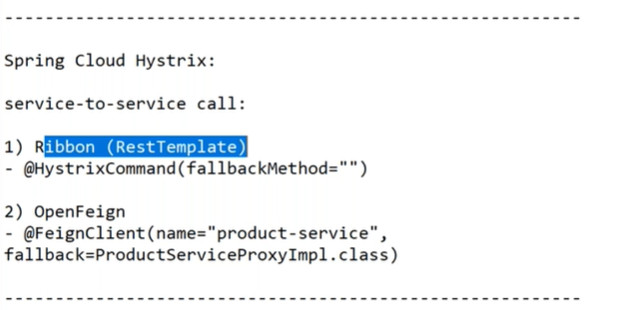 ----------------------------------------------------------
Spring Cloud Hystrix:
service-to-service call:
1) Ribbon (RestTemplate)
- @HystrixCommand(fallbackMethod="")
2) OpenFeign
- @FeignClient(name="product-service",
fallback=ProductServiceProxyImpl.class)
----------------------------------------------------------